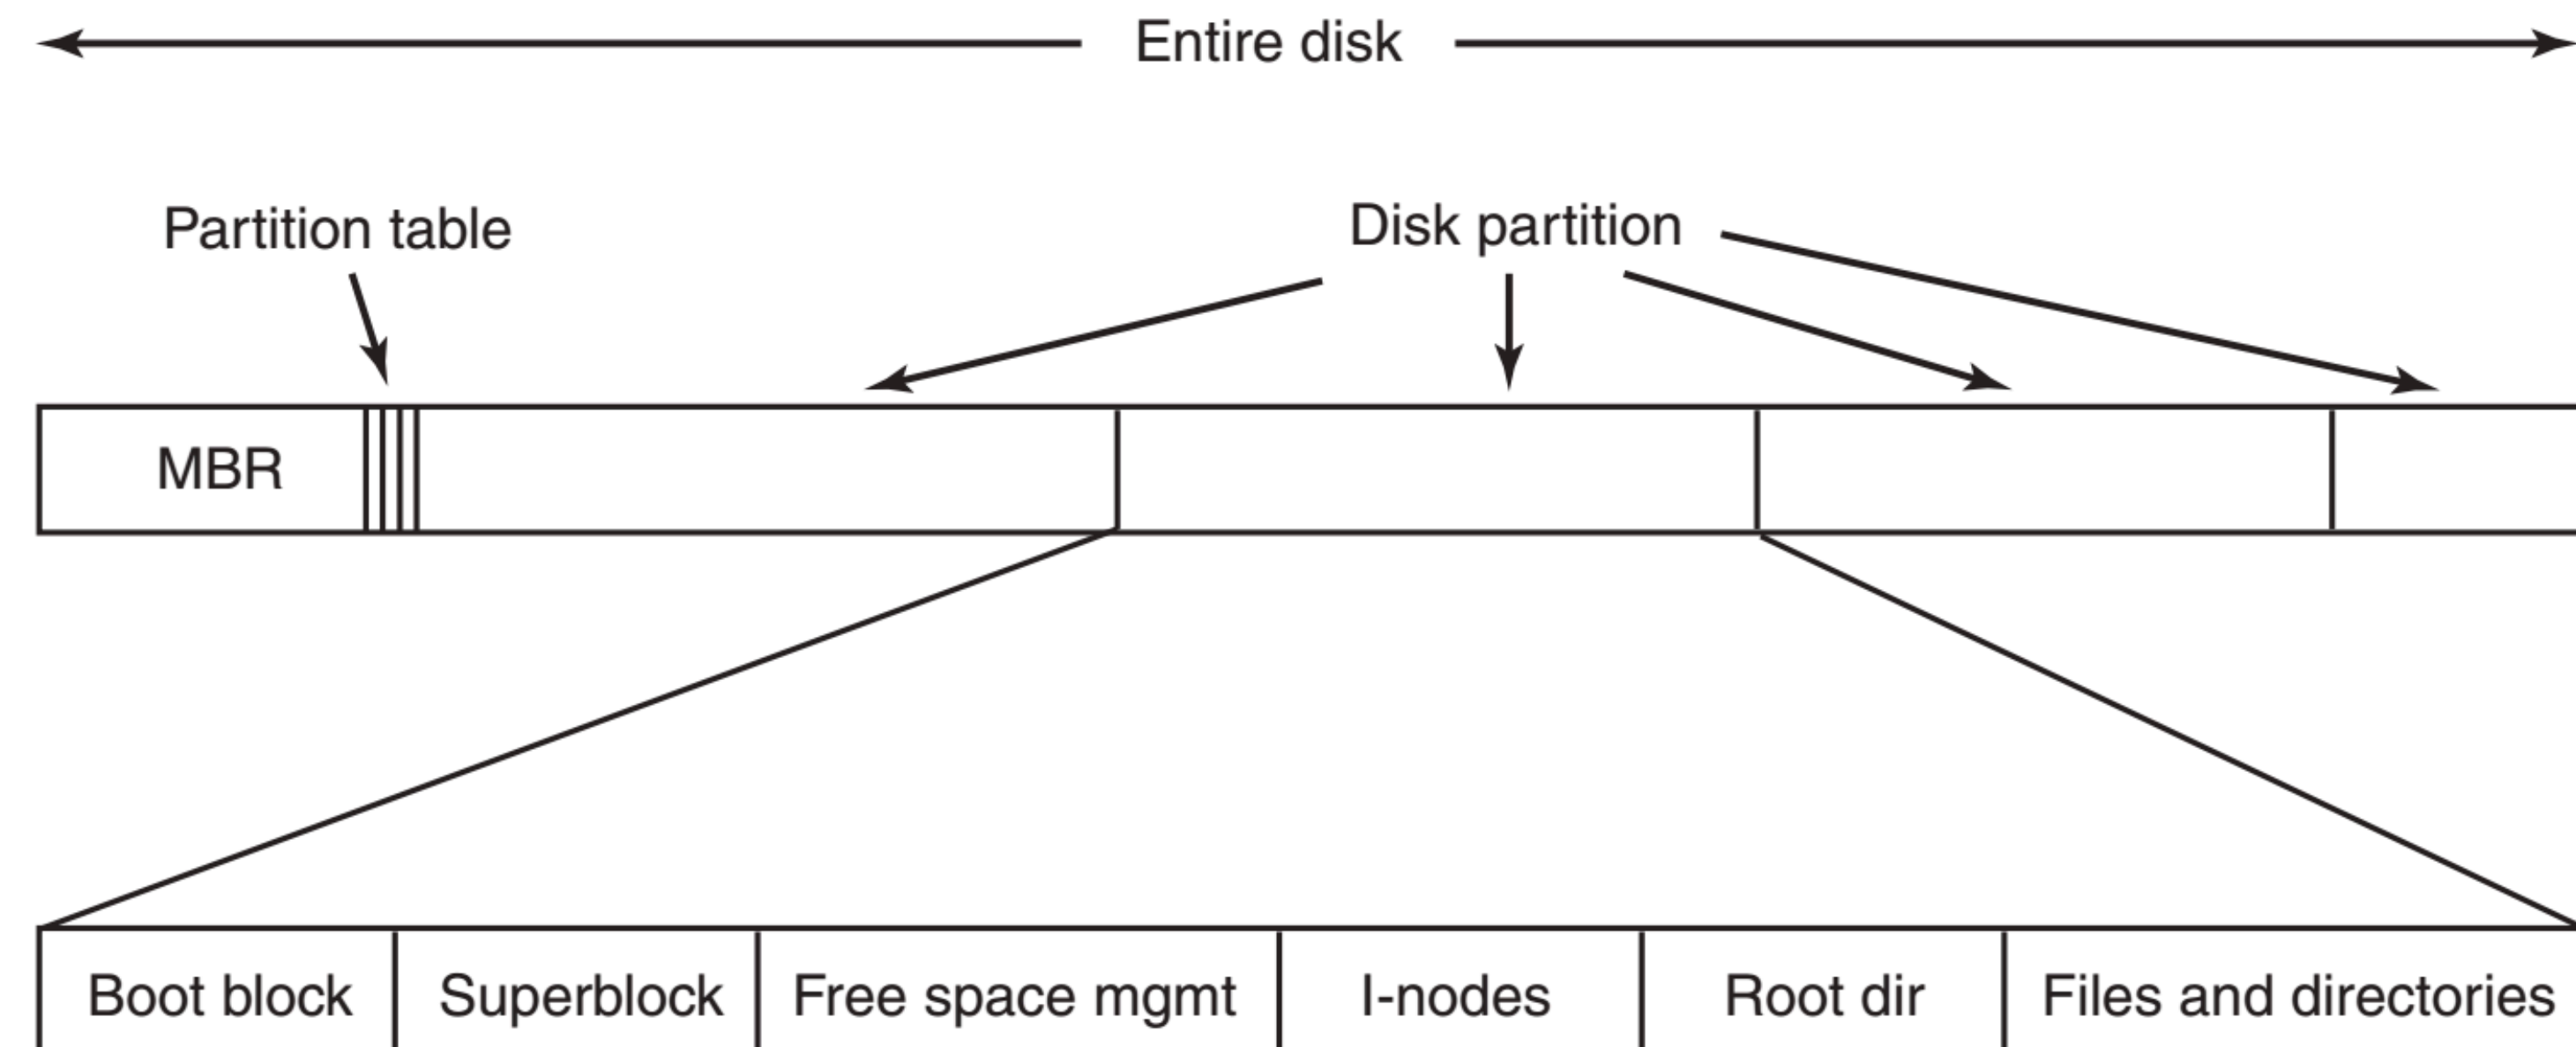 Entire disk
Partition table
Disk partition
MBR
Boot block
Superblock
Free space mgmt
I-nodes
Root dir
Files and directories